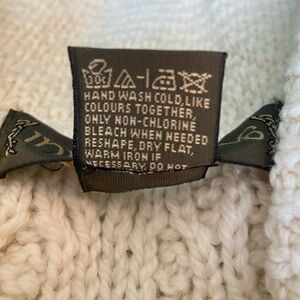 30c
HAND WASH COLD, LIKE
COLOURS TOGETHER,
ONLY NON-CHLORINE
BLEACH WHEN NEEDED
RESHAPE, DRY FLAT,
WARM IRON IF
NECESSARY. DO NOT